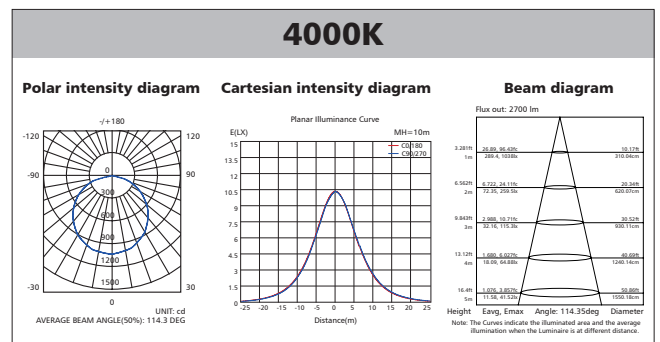 4000K
Polar intensity diagram
Cartesian intensity diagram
Beam diagram
-/+180
-120
120
-90
90
-30
30
0
0
300
600
900
1200
1500
UNIT: cd
AVERAGE BEAM ANGLE(50%): 114.3 DEG
Planar Illuminance Curve
E(LX)
MH=10m
C0/180
C90/270
15
13.5
12
10.5
9
7.5
6
4.5
3
1.5
0
-25 -20 -15 -10 -5 0 5 10 15 20 25
Distance(m)
Flux out: 2700 lm
3.281ft 26.89, 96.43fc 10.17ft
1m 289.4, 1038lx 310.04cm
6.562ft 6.722, 24.11fc 20.34ft
2m 72.35, 259.5lx 620.07cm
9.843ft 2.988, 10.71fc 30.52ft
3m 32.16, 115.3lx 930.11cm
13.12ft 1.680, 6.027fc 40.69ft
4m 18.09, 64.88lx 1240.14cm
16.4ft 1.076, 3.857fc 50.86ft
5m 11.58, 41.52lx 1550.18cm
Height Eavg, Emax Angle: 114.35deg Diameter
Note: The Curves indicate the illuminated area and the average
illumination when the Luminaire is at different distance.